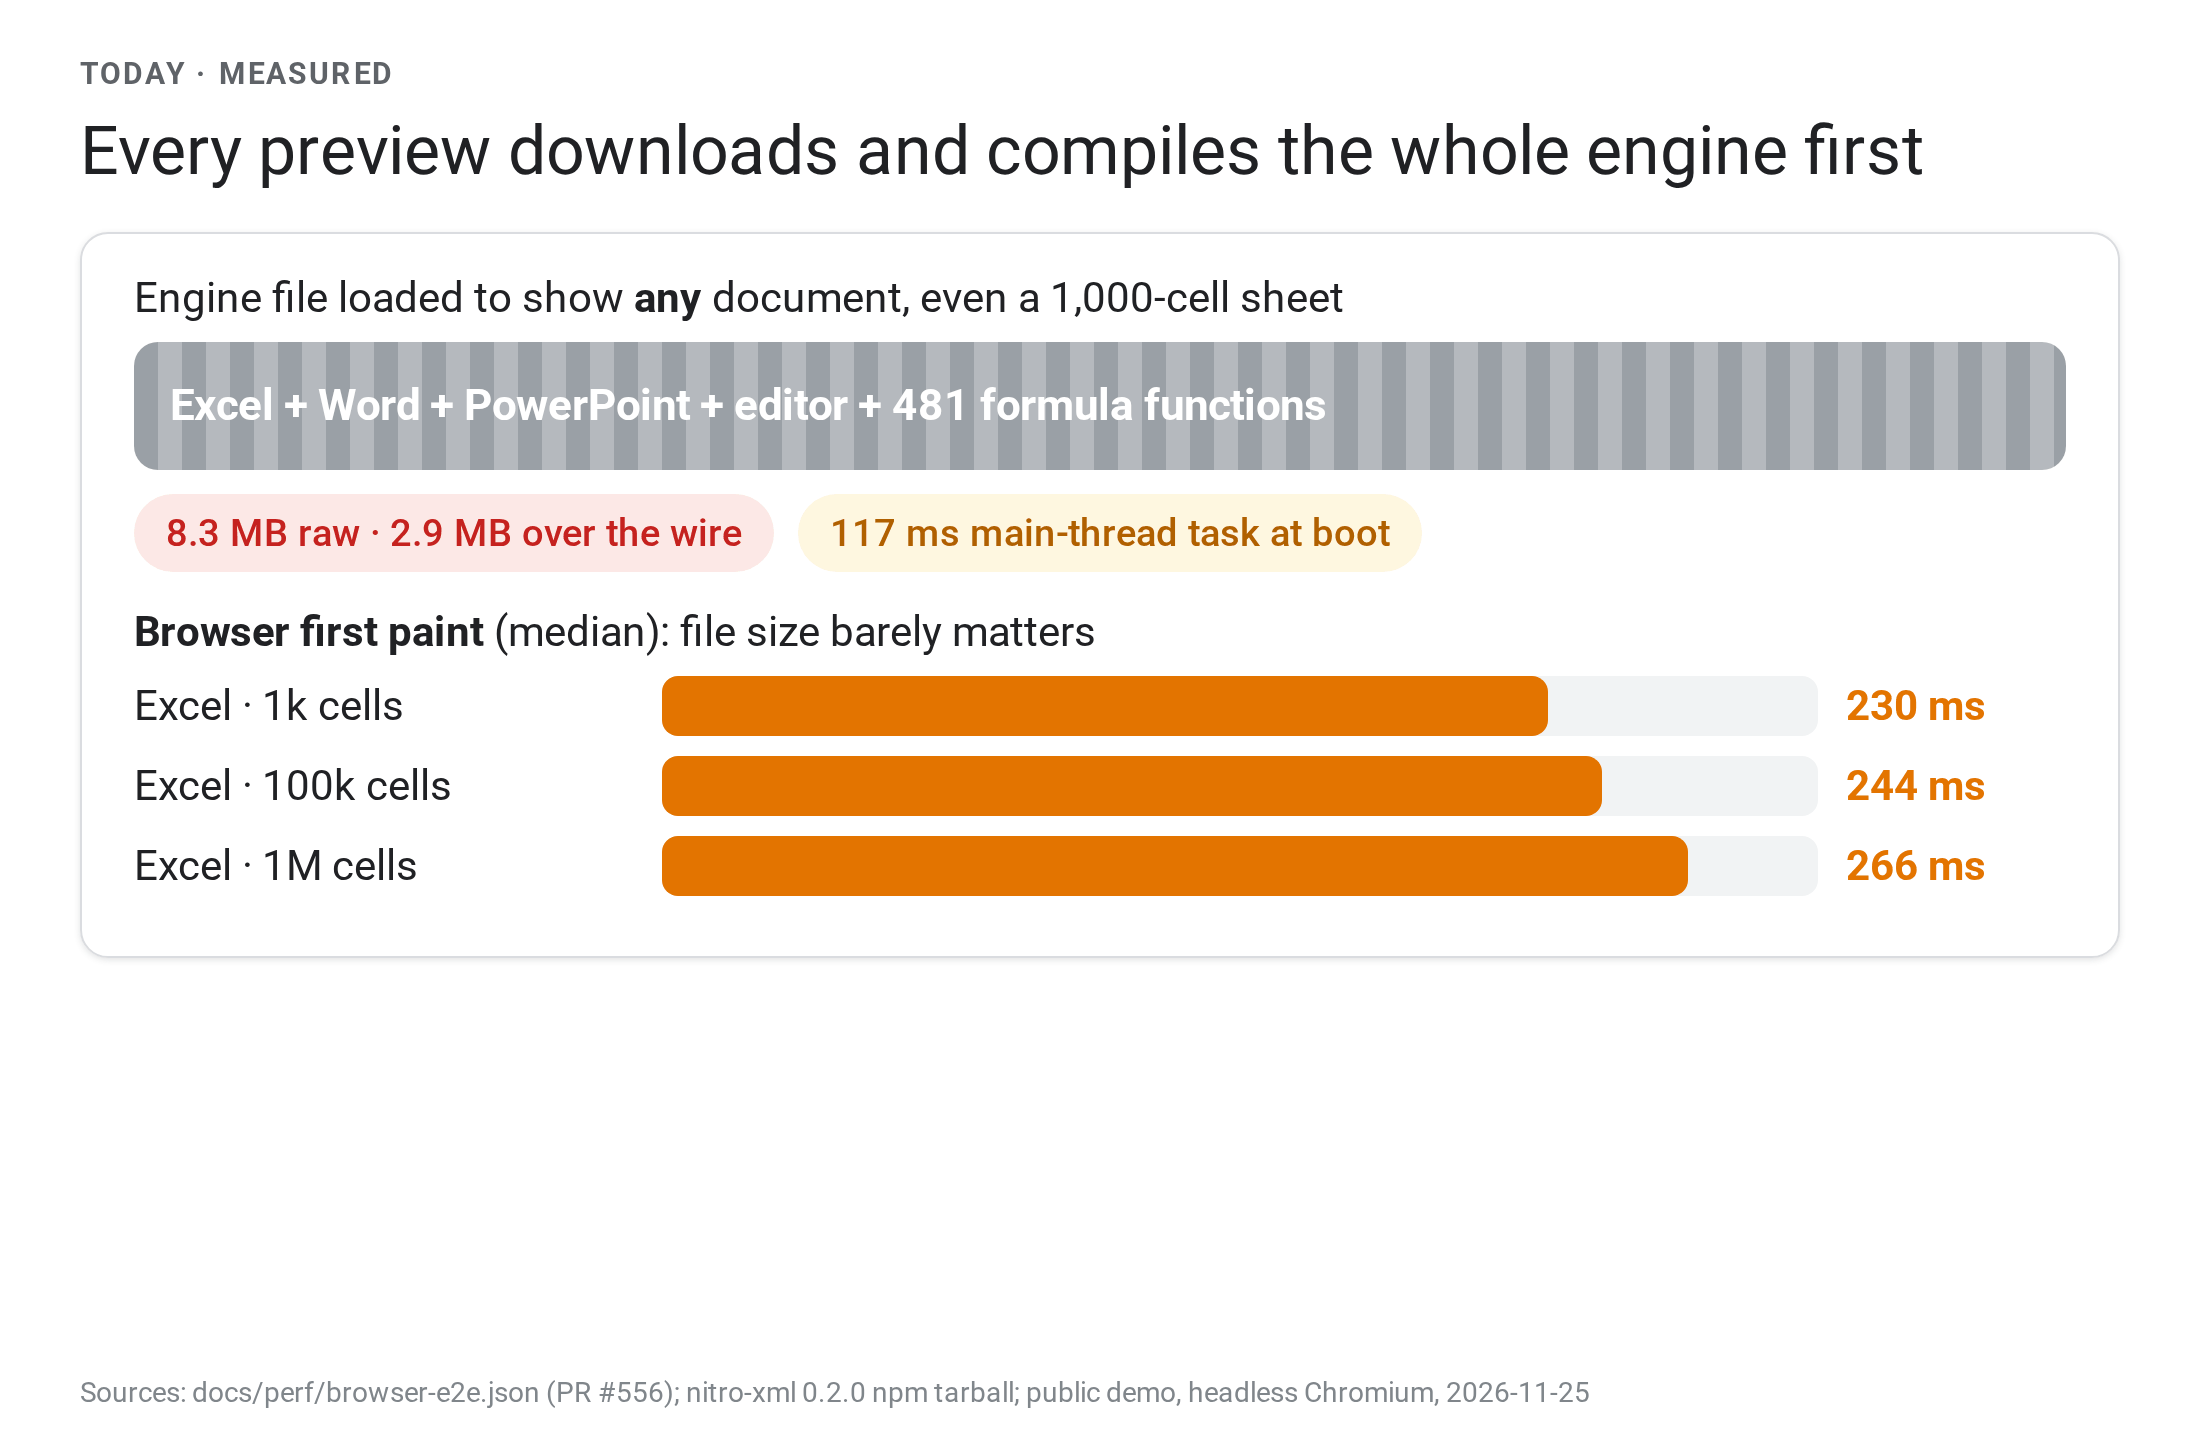 TODAY · MEASURED
Every preview downloads and compiles the whole engine first
Engine file loaded to show any document, even a 1,000-cell sheet
Excel + Word + PowerPoint + editor + 481 formula functions
8.3 MB raw · 2.9 MB over the wire
117 ms main-thread task at boot
Browser first paint (median): file size barely matters
Excel · 1k cells
230 ms
Excel · 100k cells
244 ms
Excel · 1M cells
266 ms
Sources: docs/perf/browser-e2e.json (PR #556); nitro-xml 0.2.0 npm tarball; public demo, headless Chromium, 2026-11-25